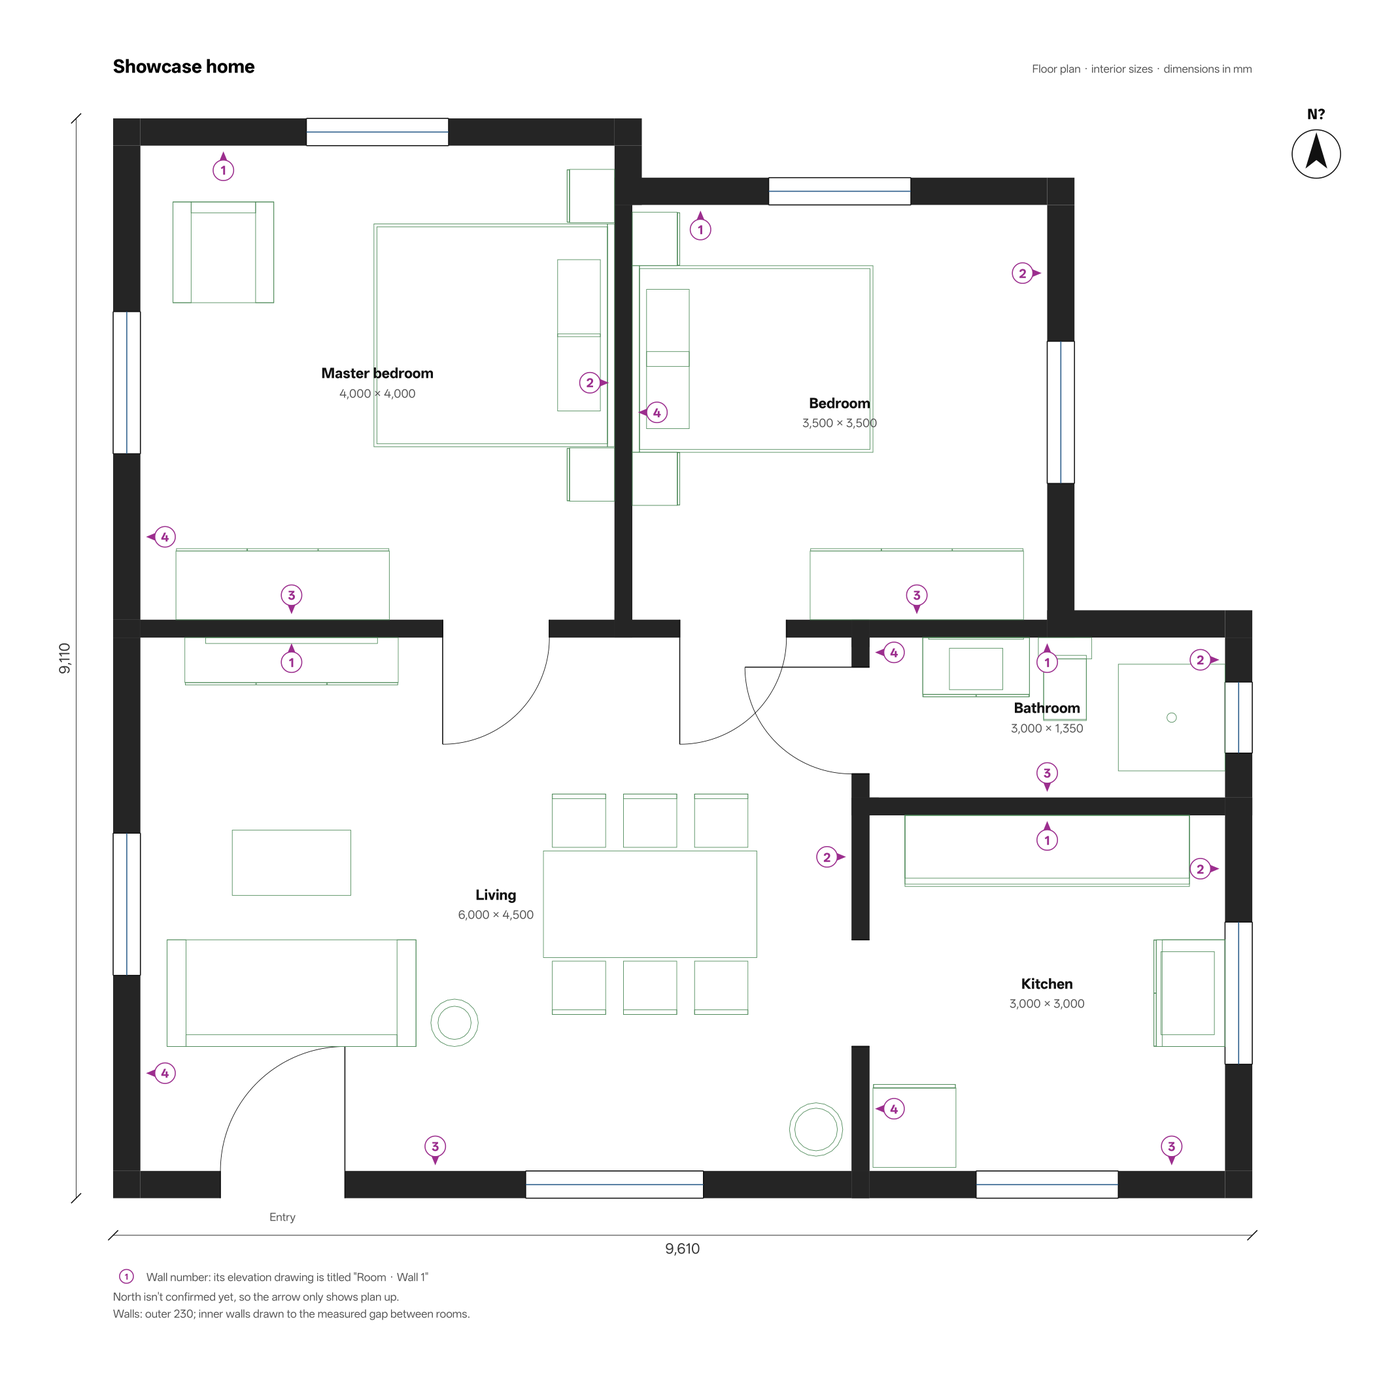 Showcase home
Floor plan · interior sizes · dimensions in mm
N?
1
1
2
Master bedroom
4,000 × 4,000
2
4
Bedroom
3,500 × 3,500
4
3
3
9,110
1
4
1
2
Bathroom
3,000 × 1,350
3
1
2
2
Living
6,000 × 4,500
Kitchen
3,000 × 3,000
4
4
3
3
Entry
9,610
1 Wall number: its elevation drawing is titled "Room · Wall 1"
North isn't confirmed yet, so the arrow only shows plan up.
Walls: outer 230; inner walls drawn to the measured gap between rooms.